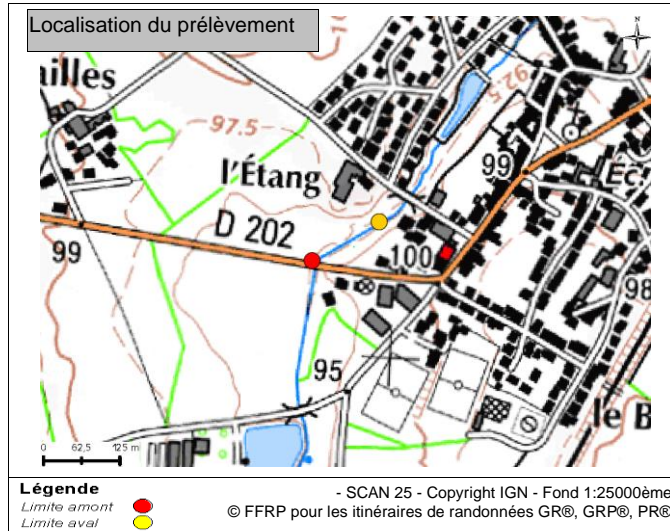 Localisation du prélèvement
N
ailles
92.5
97.5
l'Étang
99
Éc.
D 202
99
100
98
95
le B
0 62,5 125 m
Légende
Limite amont
Limite aval
- SCAN 25 - Copyright IGN - Fond 1:25000ème
© FFRP pour les itinéraires de randonnées GR®, GRP®, PR®